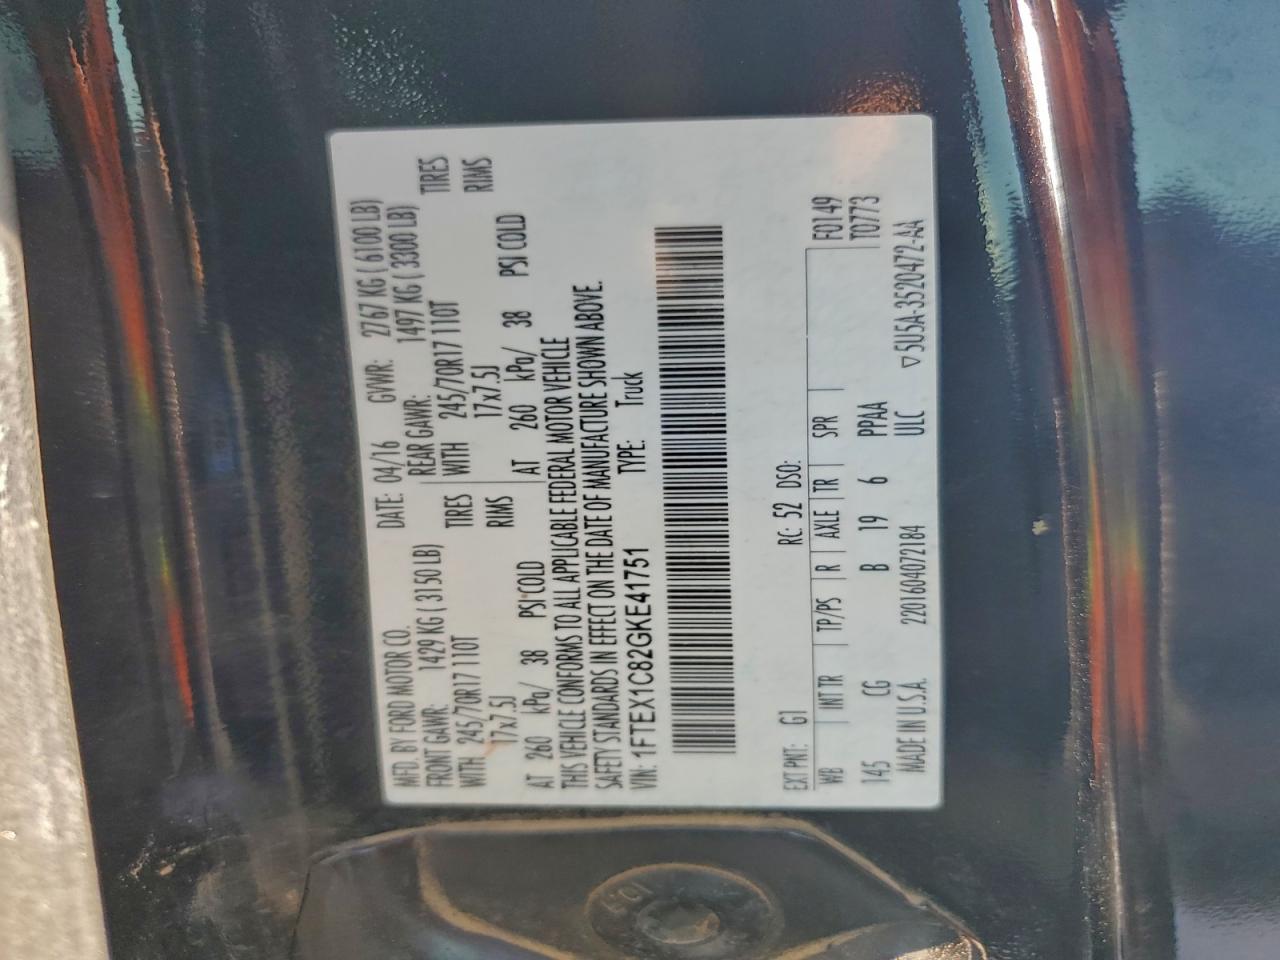 MFD. BY FORD MOTOR CO. DATE: 04/16 GVWR: 2767 KG ( 6100 LB)
FRONT GAWR: 1429 KG ( 3150 LB) REAR GAWR: 1497 KG ( 3300 LB)
WITH 245/70R17 110T TIRES WITH 245/70R17 110T TIRES
17x7.5J RIMS 17x7.5J RIMS
AT 260 kPa/ 38 PSI COLD AT 260 kPa/ 38 PSI COLD
THIS VEHICLE CONFORMS TO ALL APPLICABLE FEDERAL MOTOR VEHICLE
SAFETY STANDARDS IN EFFECT ON THE DATE OF MANUFACTURE SHOWN ABOVE.
VIN: 1FTEX1C82GKE41751 TYPE: Truck
EXT PNT: G1 RC: 52 DSO: F0149
WB INT TR TP/PS R AXLE TR SPR T0773
145 CG B 19 6 PPAA
MADE IN U.S.A. 2201604072184 ULC ▽5U5A-3520472-AA